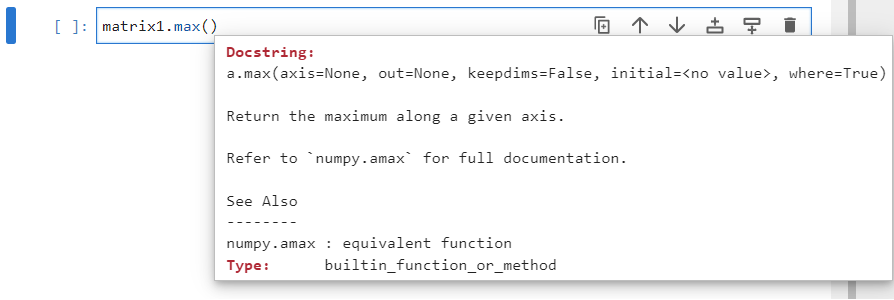 [ ]: matrix1.max()
Docstring:
a.max(axis=None, out=None, keepdims=False, initial=<no value>, where=True)
Return the maximum along a given axis.
Refer to `numpy.amax` for full documentation.
See Also
--------
numpy.amax : equivalent function
Type:      builtin_function_or_method